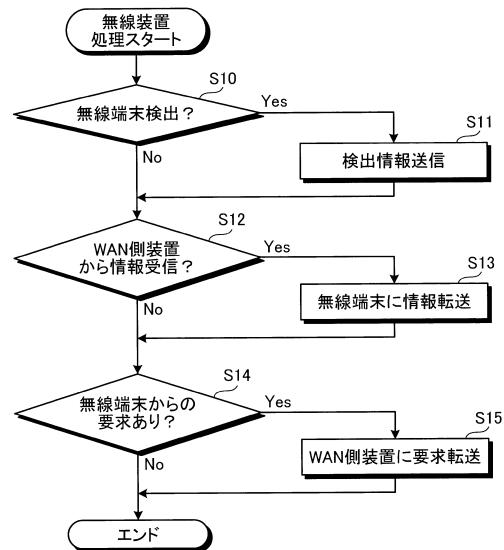 無線装置
処理スタート
S10
無線端末検出？
Yes
S11
検出情報送信
No
S12
WAN側装置
から情報受信？
Yes
S13
無線端末に情報転送
No
S14
無線端末からの
要求あり？
Yes
S15
WAN側装置に要求転送
No
エンド